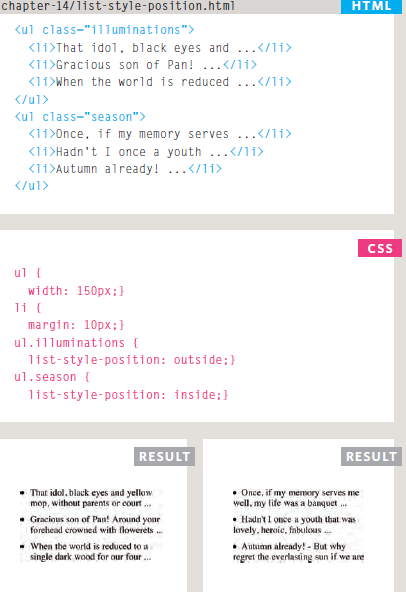 chapter-14/list-style-position.html
HTML
<ul class="illuminations">
<li>That idol, black eyes and ...</li>
<li>Gracious son of Pan! ...</li>
<li>When the world is reduced ...</li>
</ul>
<ul class="season">
<li>Once, if my memory serves ...</li>
<li>Hadn't I once a youth ...</li>
<li>Autumn already! ...</li>
</ul>
CSS
ul {
width: 150px;}
li {
margin: 10px;}
ul.illuminations {
list-style-position: outside;}
ul.season {
list-style-position: inside;}
RESULT
• That idol, black eyes and yellow
mop, without parents or court ...
• Gracious son of Pan! Around your
forehead crowned with flowerets ...
• When the world is reduced to a
single dark wood for our four ...
RESULT
• Once, if my memory serves me
well, my life was a banquet ...
• Hadn't I once a youth that was
lovely, heroic, fabulous ...
• Autumn already! - But why
regret the everlasting sun if we are